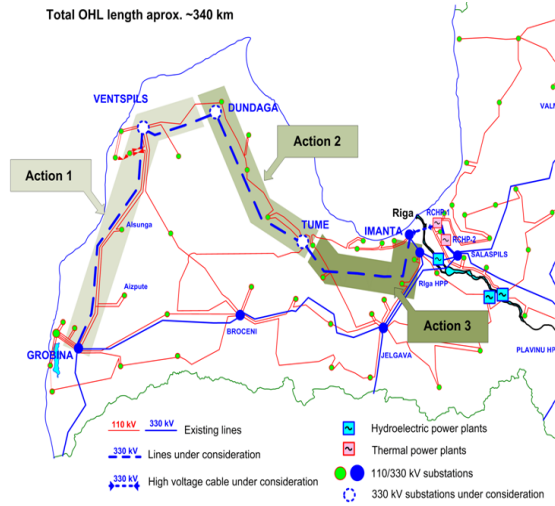 Total OHL length aprox. ~340 km
VENTSPILS
DUNDAGA
Action 2
Action 1
TUME
Riga
RCHP-1
IMANTA
RCHP-2
SALASPILS
Alsunga
Riga HPP
Aizpute
Action 3
BROCENI
GROBINA
JELGAVA
PLAVINU HP
110 kV 330 kV Existing lines
330 kV Lines under consideration
330 kV High voltage cable under consideration
Hydroelectric power plants
Thermal power plants
110/330 kV substations
330 kV substations under consideration